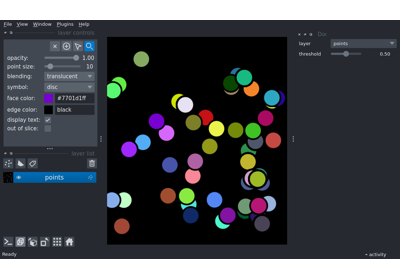 File View Window Plugins Help
layer controls
opacity: 1.00
point size: 10
blending: translucent
symbol: disc
face color: #7701d1ff
edge color: black
display text:
out of slice:
layer list
points
layer points
threshold 0.50
Ready
activity